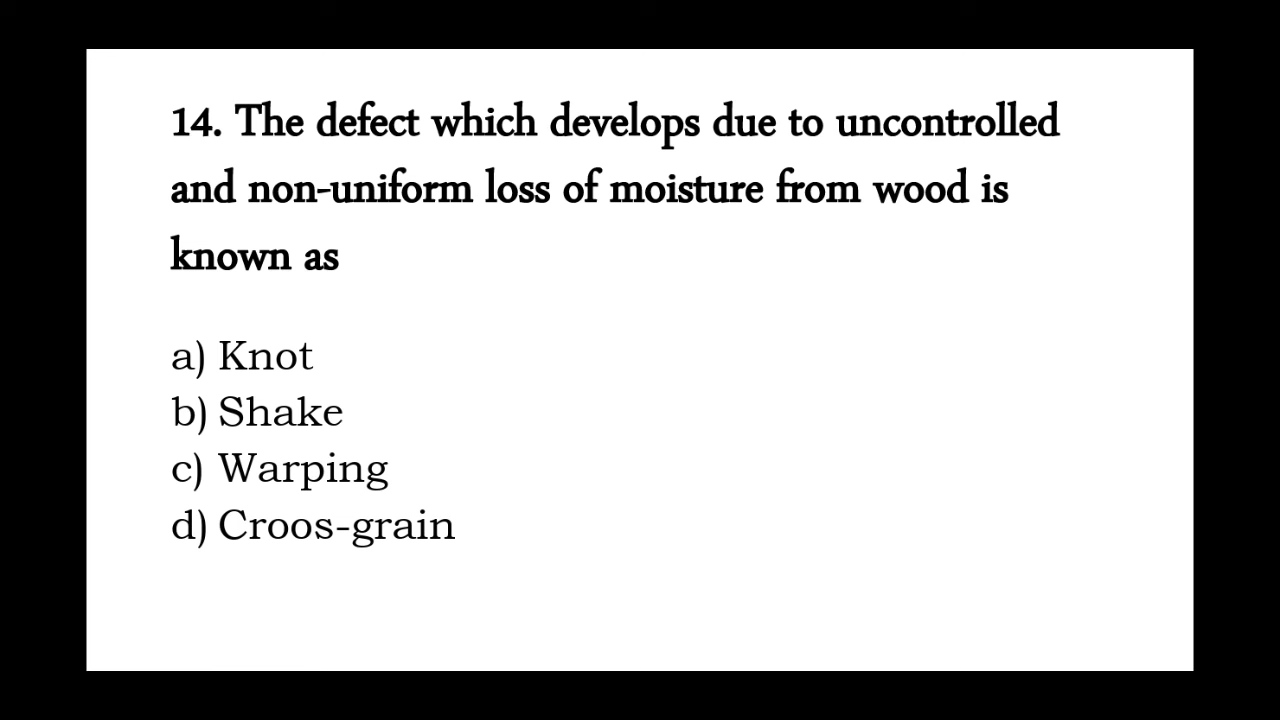 14. The defect which develops due to uncontrolled
and non-uniform loss of moisture from wood is
known as
a) Knot
b) Shake
c) Warping
d) Croos-grain